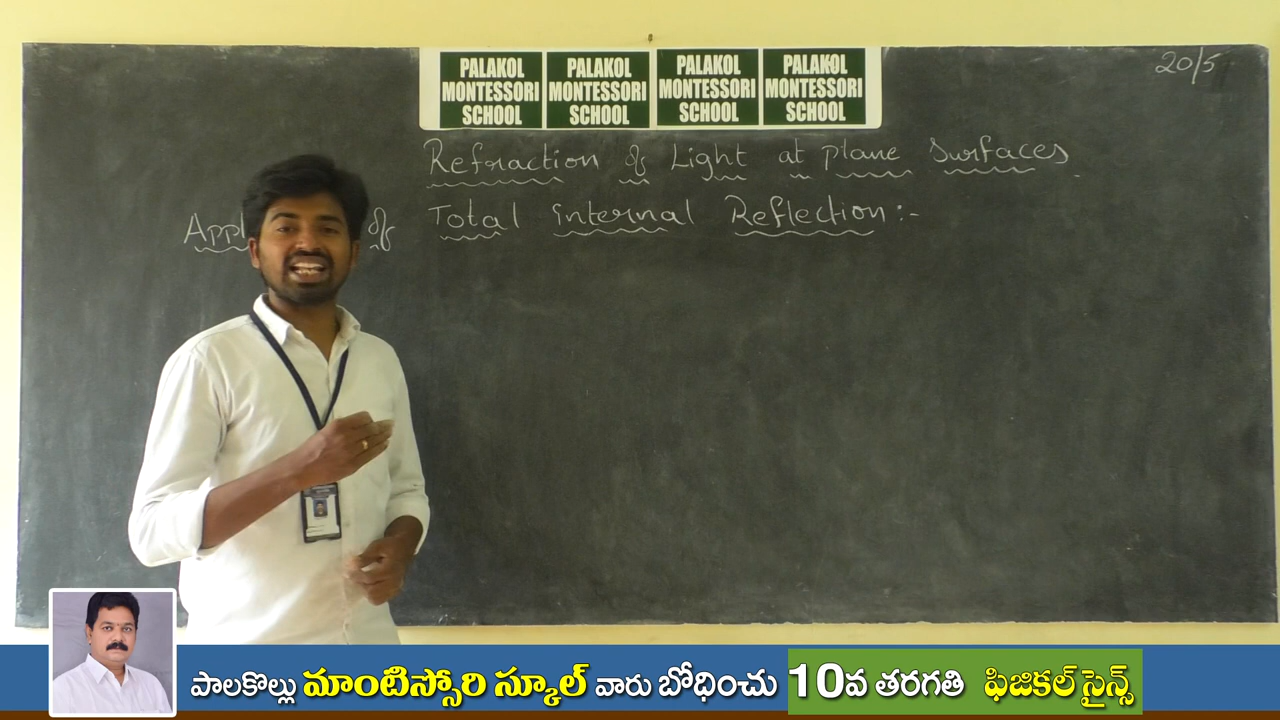 PALAKOL MONTESSORI SCHOOL
PALAKOL MONTESSORI SCHOOL
PALAKOL MONTESSORI SCHOOL
PALAKOL MONTESSORI SCHOOL
20/5
Refraction of Light at plane Surfaces
of Total Internal Reflection:-
పాలకొల్లు మాంటిస్సోరి స్కూల్ వారు బోధించు 10వ తరగతి ఫిజికల్ సైన్స్